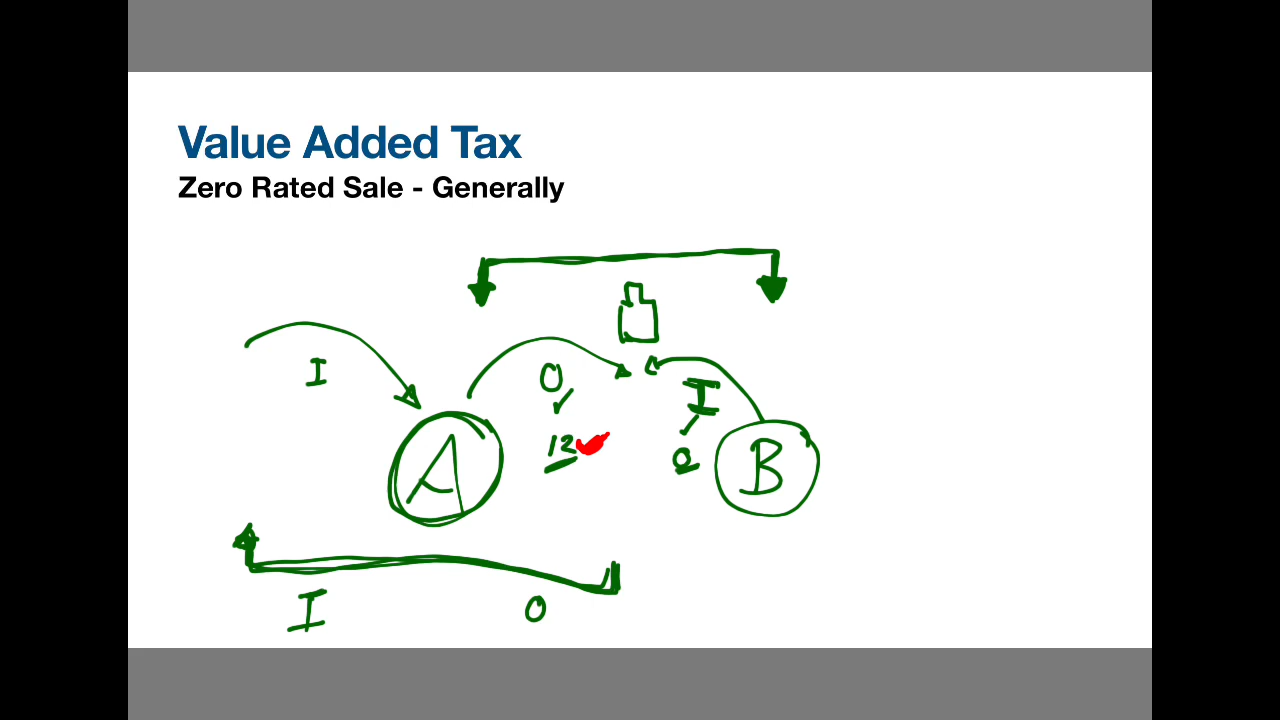 Value Added Tax
Zero Rated Sale - Generally
I
O
I
12
0
A
B
I
O